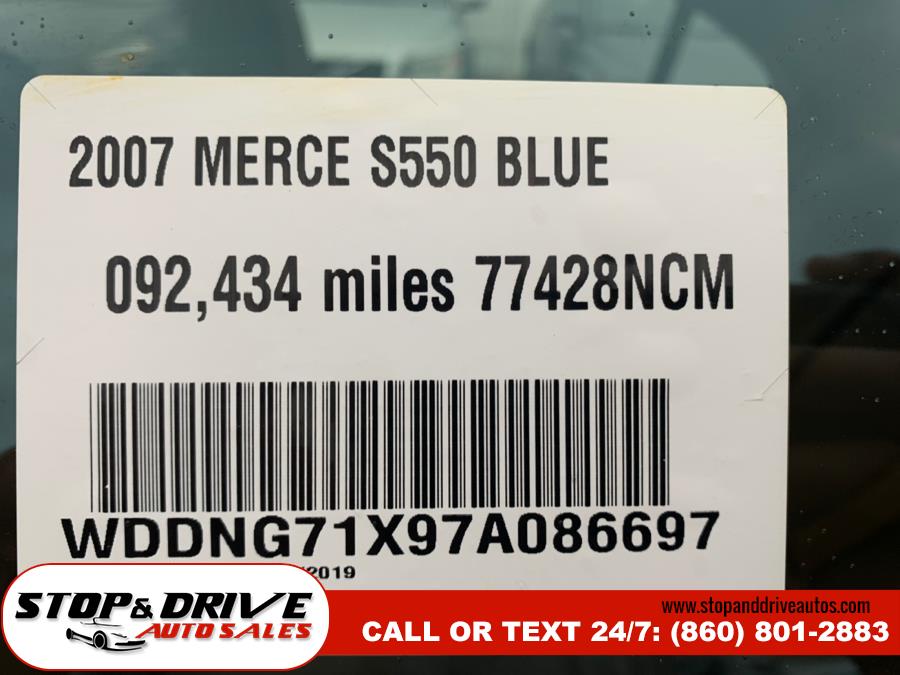 2007 MERCE S550 BLUE
092,434 miles 77428NCM
WDDNG71X97A086697
/2019
STOP & DRIVE
AUTO SALES
www.stopanddriveautos.com
CALL OR TEXT 24/7: (860) 801-2883